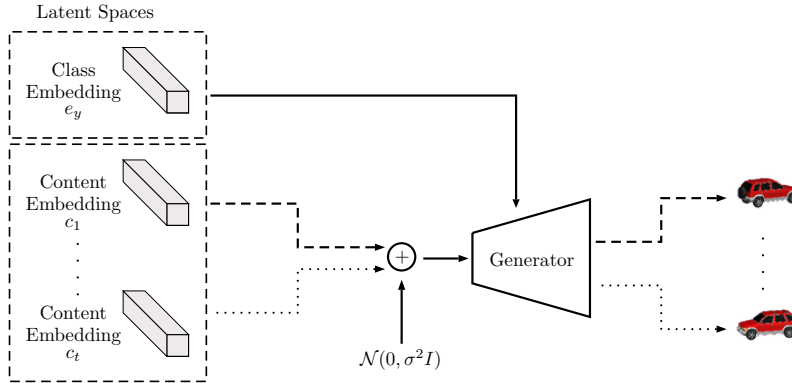 Latent Spaces
Class
Embedding
e_y
Content
Embedding
c_1
Content
Embedding
c_t
+
Generator
𝒩(0, σ²I)